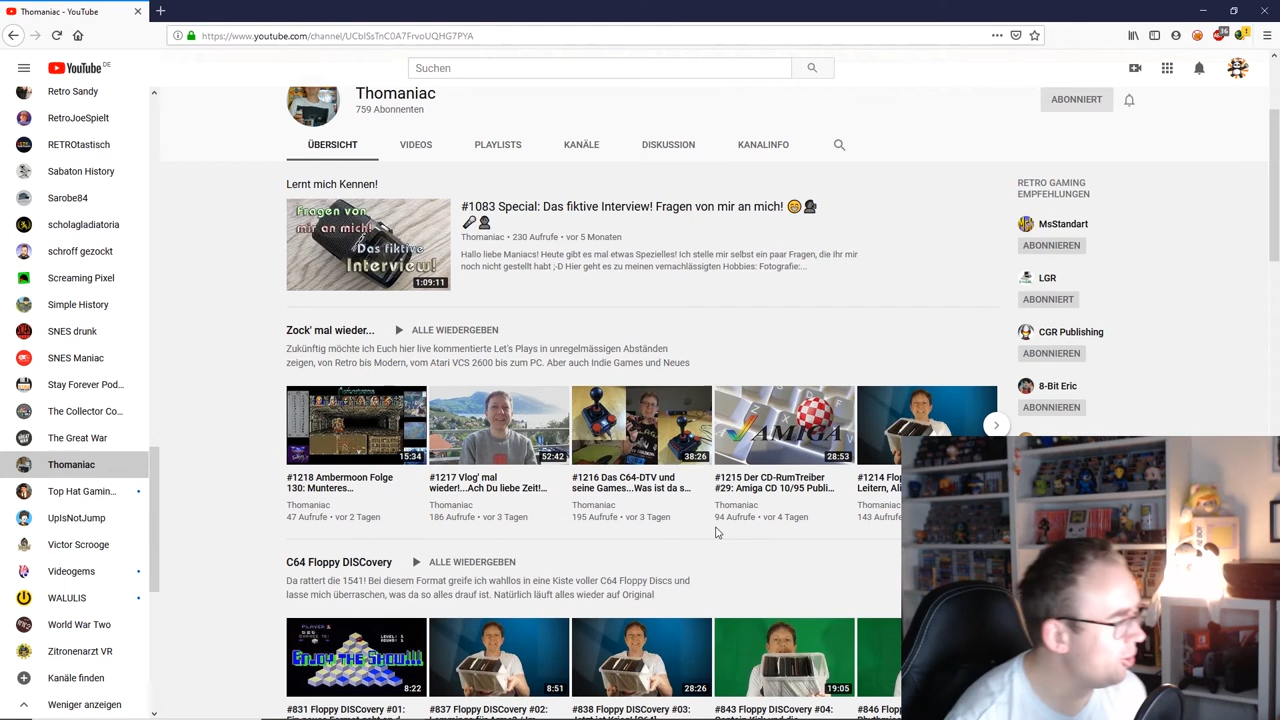 Thomaniac - YouTube
https://www.youtube.com/channel/UCbISsTnC0A7FrvoUQHG7PYA
36
YouTube DE
Suchen
Retro Sandy
RetroJoeSpielt
RETROtastisch
Sabaton History
Sarobe84
scholagladiatoria
schroff gezockt
Screaming Pixel
Simple History
SNES drunk
SNES Maniac
Stay Forever Pod...
The Collector Co...
The Great War
Thomaniac
Top Hat Gamin...
UpIsNotJump
Victor Scrooge
Videogems
WALULIS
World War Two
Zitronenarzt VR
Kanäle finden
Weniger anzeigen
Thomaniac
759 Abonnenten
ABONNIERT
ÜBERSICHT VIDEOS PLAYLISTS KANÄLE DISKUSSION KANALINFO
Lernt mich Kennen!
Fragen von
mir an mich!
Das fiktive
Interview!
1:09:11
#1083 Special: Das fiktive Interview! Fragen von mir an mich!
Thomaniac • 230 Aufrufe • vor 5 Monaten
Hallo liebe Maniacs! Heute gibt es mal etwas Spezielles! Ich stelle mir selbst ein paar Fragen, die Ihr mir
noch nicht gestellt habt ;-D Hier geht es zu meinen vernachlässigten Hobbies: Fotografie:...
Zock' mal wieder... ALLE WIEDERGEBEN
Zukünftig möchte ich Euch hier live kommentierte Let's Plays in unregelmässigen Abständen
zeigen, von Retro bis Modern, vom Atari VCS 2600 bis zum PC. Aber auch Indie Games und Neues
15:34
52:42
38:26
AMIGA
28:53
#1218 Ambermoon Folge
130: Munteres...
Thomaniac
47 Aufrufe • vor 2 Tagen
#1217 Vlog' mal
wieder!...Ach Du liebe Zeit!...
Thomaniac
186 Aufrufe • vor 3 Tagen
#1216 Das C64-DTV und
seine Games...Was ist da s...
Thomaniac
195 Aufrufe • vor 3 Tagen
#1215 Der CD-RumTreiber
#29: Amiga CD 10/95 Publi...
Thomaniac
94 Aufrufe • vor 4 Tagen
#1214 Flop
Leitern, Ali
Thomaniac
143 Aufrufe
C64 Floppy DISCovery ALLE WIEDERGEBEN
Da rattert die 1541! Bei diesem Format greife ich wahllos in eine Kiste voller C64 Floppy Discs und
lasse mich überraschen, was da so alles drauf ist. Natürlich läuft alles wieder auf Original
ENJOY THE SHOW!!!
8:22
8:51
28:26
19:05
#831 Floppy DISCovery #01:
#837 Floppy DISCovery #02:
#838 Floppy DISCovery #03:
#843 Floppy DISCovery #04:
#846 Flop
RETRO GAMING
EMPFEHLUNGEN
MsStandart
ABONNIEREN
LGR
ABONNIERT
CGR Publishing
ABONNIEREN
8-Bit Eric
ABONNIEREN